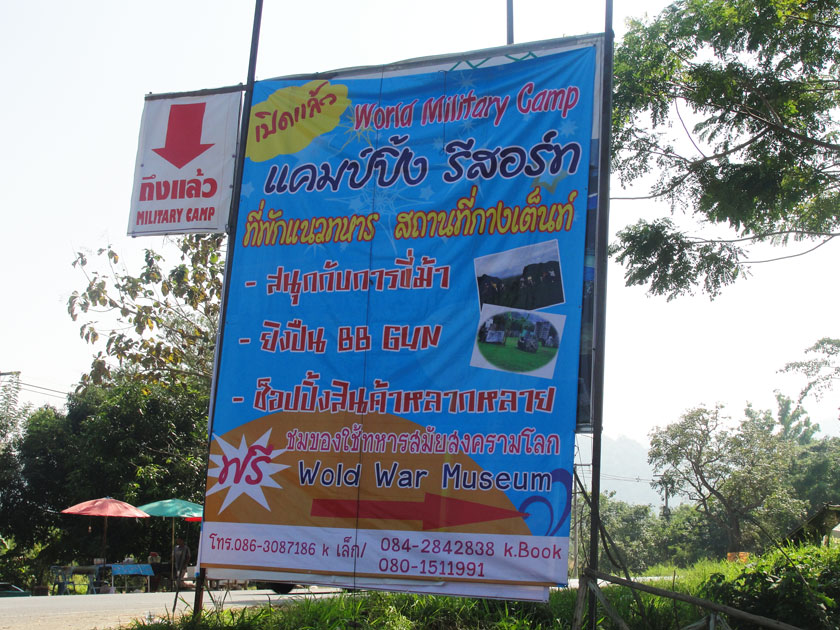 ถึงแล้ว
MILITARY CAMP
เปิดแล้ว
World Military Camp
แคมป์ปิ้ง รีสอร์ท
ที่พักแนวทหาร สถานที่กางเต็นท์
- สนุกกับการขี่ม้า
- ยิงปืน BB GUN
- ช็อปปิ้งสินค้าหลากหลาย
ฟรี
ชมของใช้ทหารสมัยสงครามโลก
Wold War Museum
โทร.086-3087186 k เล็ก/ 084-2842838 k.Book
080-1511991